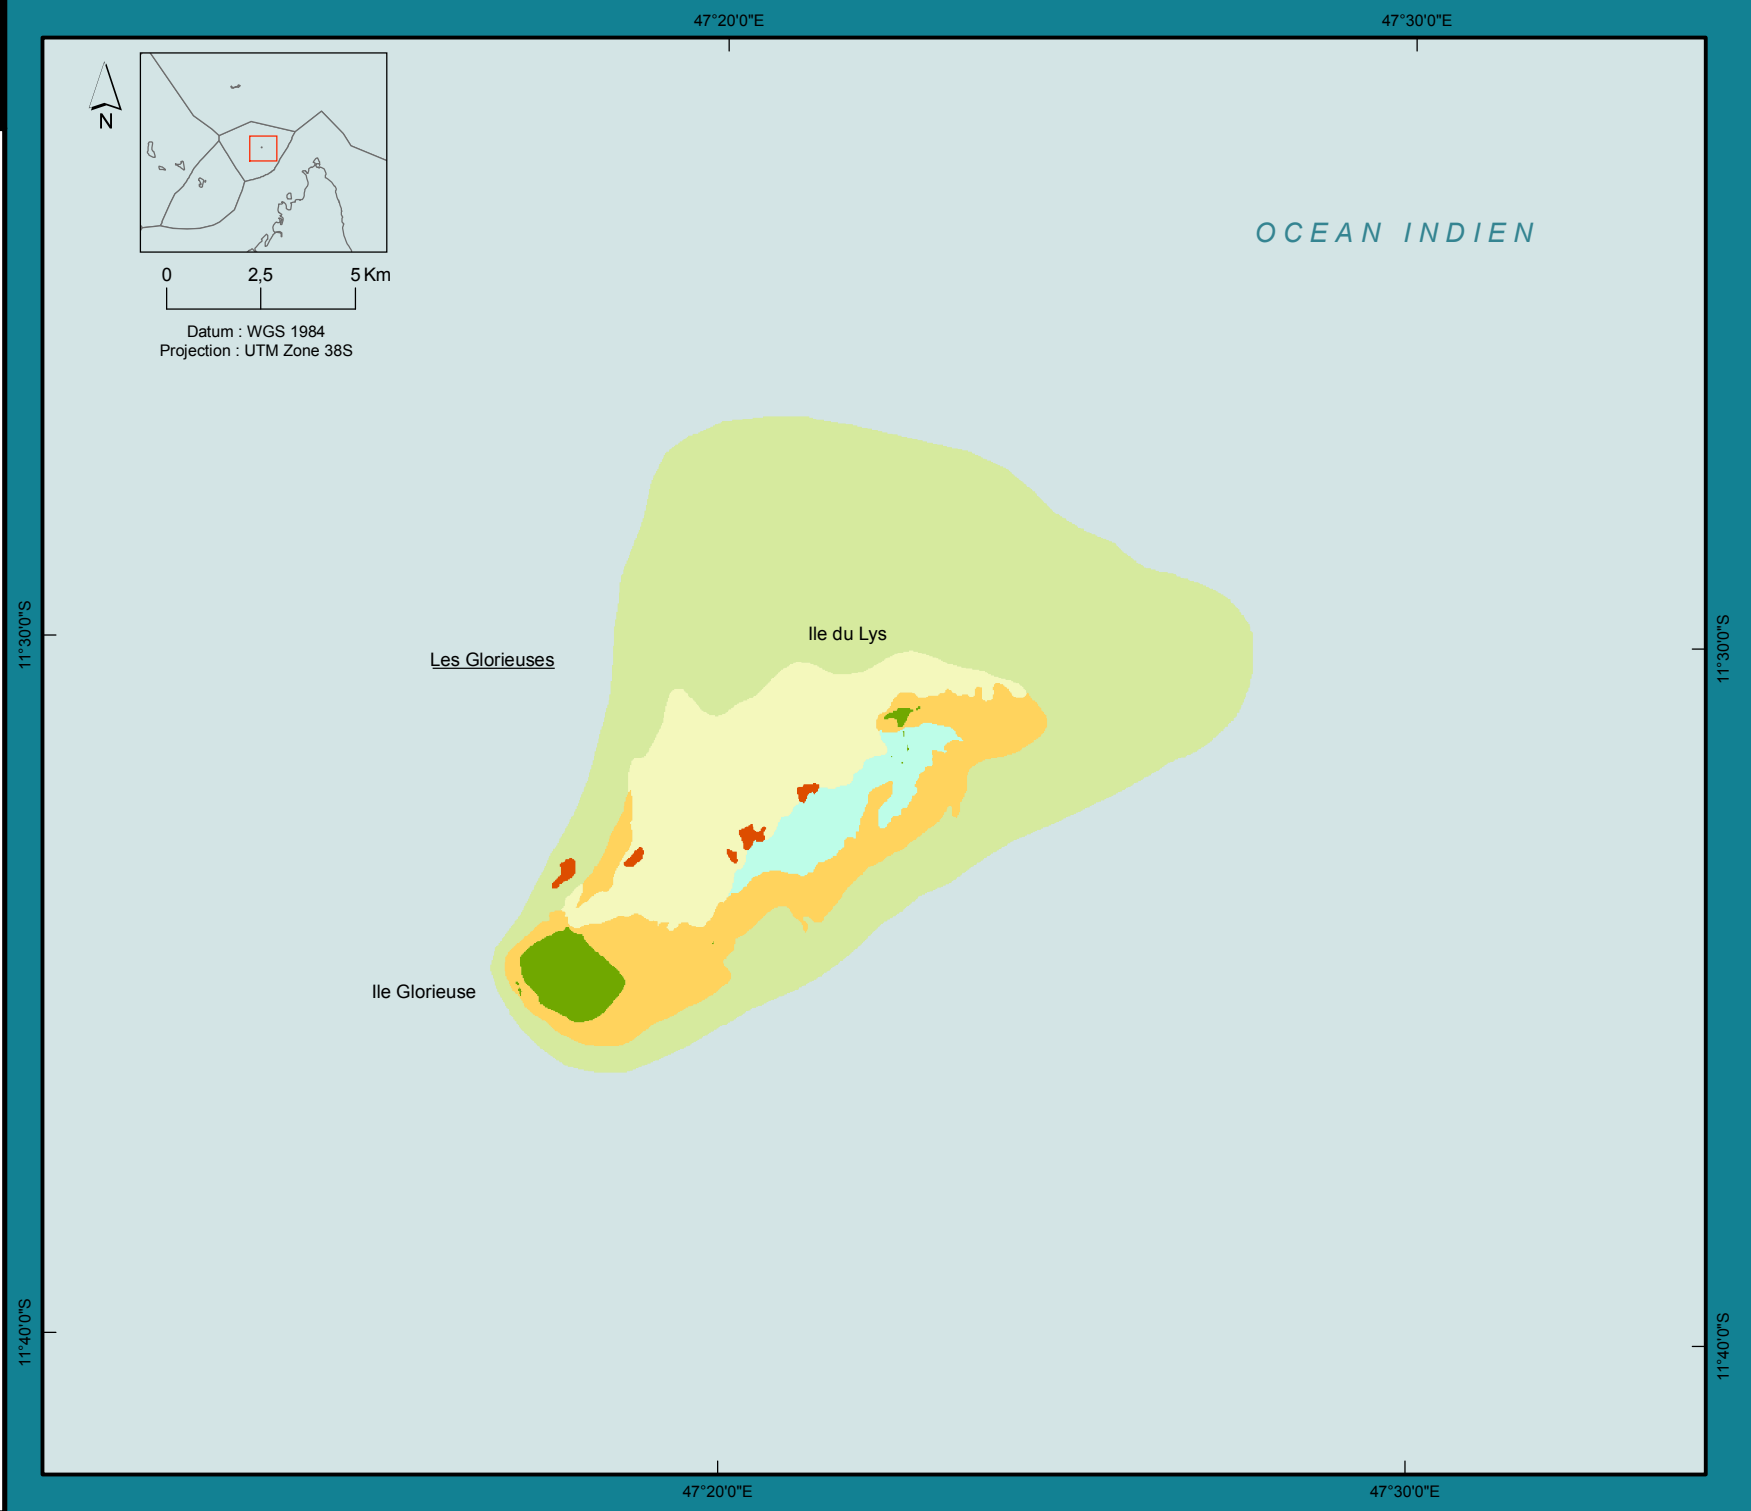 47°20'0"E
47°30'0"E
N
0 2,5 5 Km
Datum : WGS 1984
Projection : UTM Zone 38S
OCEAN INDIEN
11°30'0"S
11°30'0"S
Ile du Lys
Les Glorieuses
Ile Glorieuse
11°40'0"S
11°40'0"S
47°20'0"E
47°30'0"E